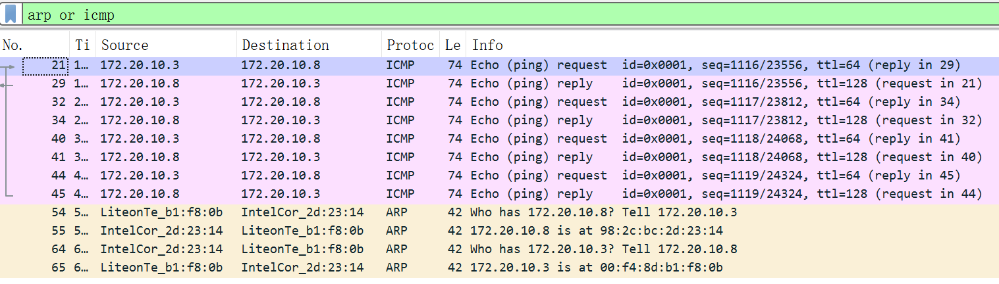 arp or icmp
No. Ti Source Destination Protoc Le Info
21 1… 172.20.10.3 172.20.10.8 ICMP 74 Echo (ping) request id=0x0001, seq=1116/23556, ttl=64 (reply in 29)
29 1… 172.20.10.8 172.20.10.3 ICMP 74 Echo (ping) reply id=0x0001, seq=1116/23556, ttl=128 (request in 21)
32 2… 172.20.10.3 172.20.10.8 ICMP 74 Echo (ping) request id=0x0001, seq=1117/23812, ttl=64 (reply in 34)
34 2… 172.20.10.8 172.20.10.3 ICMP 74 Echo (ping) reply id=0x0001, seq=1117/23812, ttl=128 (request in 32)
40 3… 172.20.10.3 172.20.10.8 ICMP 74 Echo (ping) request id=0x0001, seq=1118/24068, ttl=64 (reply in 41)
41 3… 172.20.10.8 172.20.10.3 ICMP 74 Echo (ping) reply id=0x0001, seq=1118/24068, ttl=128 (request in 40)
44 4… 172.20.10.3 172.20.10.8 ICMP 74 Echo (ping) request id=0x0001, seq=1119/24324, ttl=64 (reply in 45)
45 4… 172.20.10.8 172.20.10.3 ICMP 74 Echo (ping) reply id=0x0001, seq=1119/24324, ttl=128 (request in 44)
54 5… LiteonTe_b1:f8:0b IntelCor_2d:23:14 ARP 42 Who has 172.20.10.8? Tell 172.20.10.3
55 5… IntelCor_2d:23:14 LiteonTe_b1:f8:0b ARP 42 172.20.10.8 is at 98:2c:bc:2d:23:14
64 6… IntelCor_2d:23:14 LiteonTe_b1:f8:0b ARP 42 Who has 172.20.10.3? Tell 172.20.10.8
65 6… LiteonTe_b1:f8:0b IntelCor_2d:23:14 ARP 42 172.20.10.3 is at 00:f4:8d:b1:f8:0b